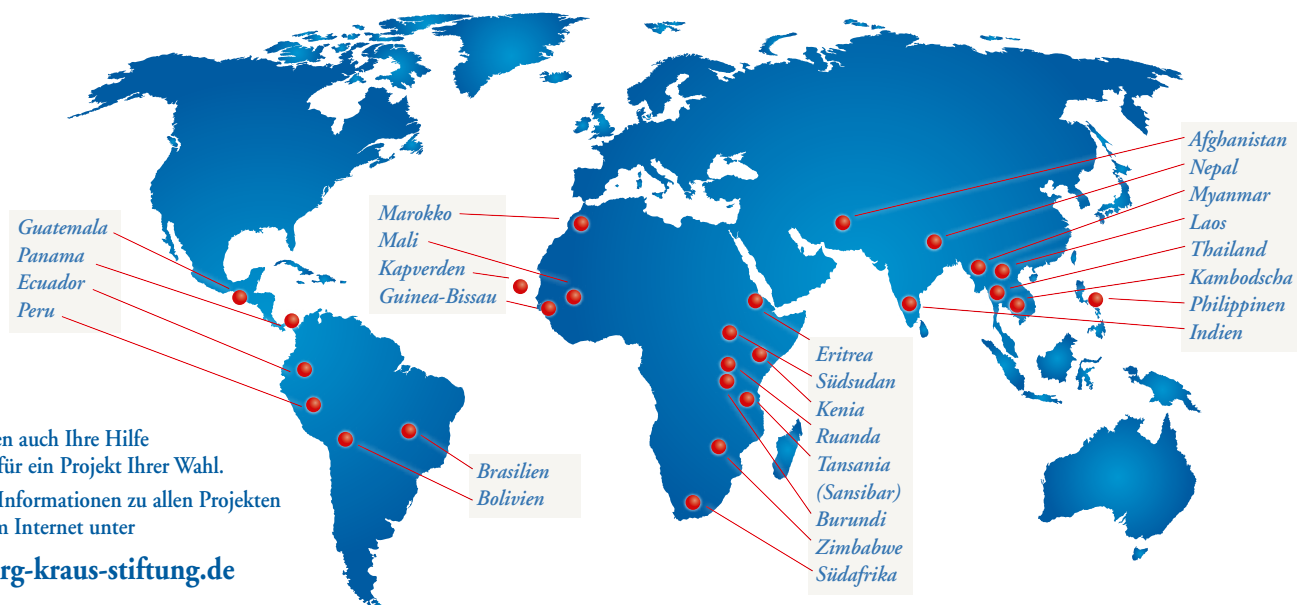 Guatemala
Panama
Ecuador
Peru
Marokko
Mali
Kapverden
Guinea-Bissau
Afghanistan
Nepal
Myanmar
Laos
Thailand
Kambodscha
Philippinen
Indien
Eritrea
Südsudan
Kenia
Ruanda
Tansania
(Sansibar)
Burundi
Zimbabwe
Südafrika
Brasilien
Bolivien
en auch Ihre Hilfe
für ein Projekt Ihrer Wahl.
Informationen zu allen Projekten
m Internet unter
rg-kraus-stiftung.de